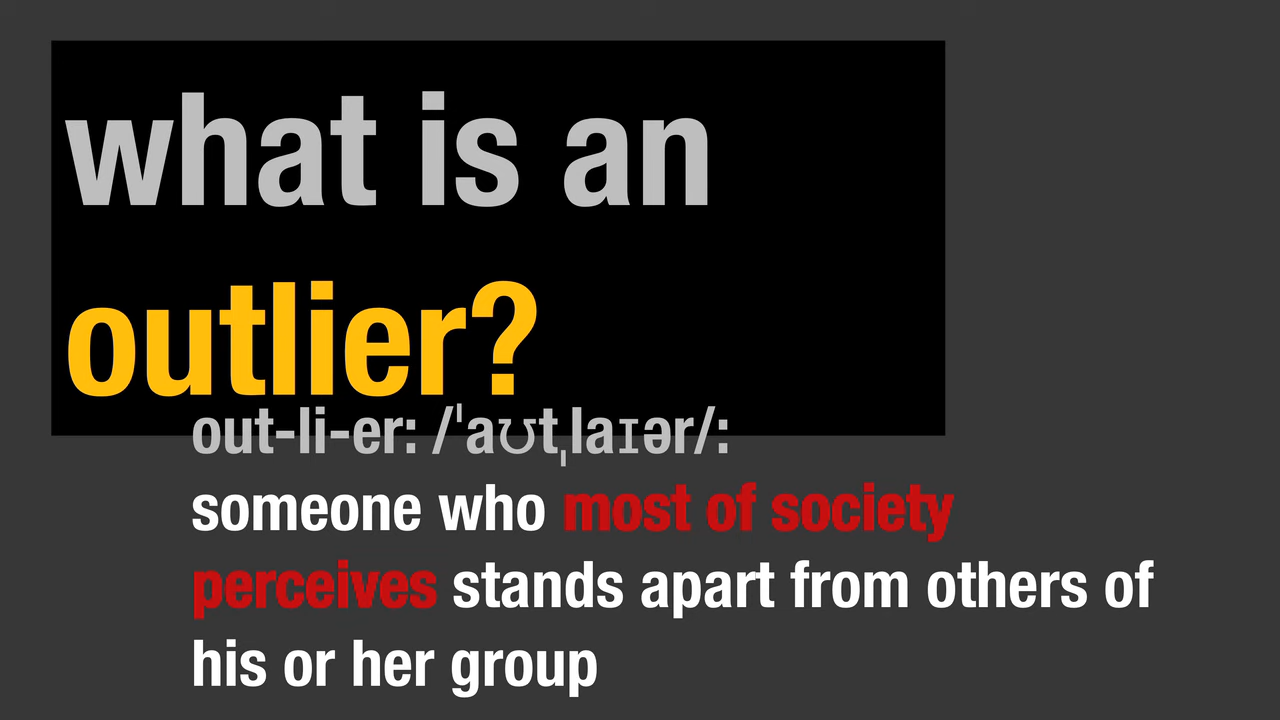 what is an
outlier?
out-li-er: /ˈaʊtˌlaɪər/:
someone who most of society
perceives stands apart from others of
his or her group